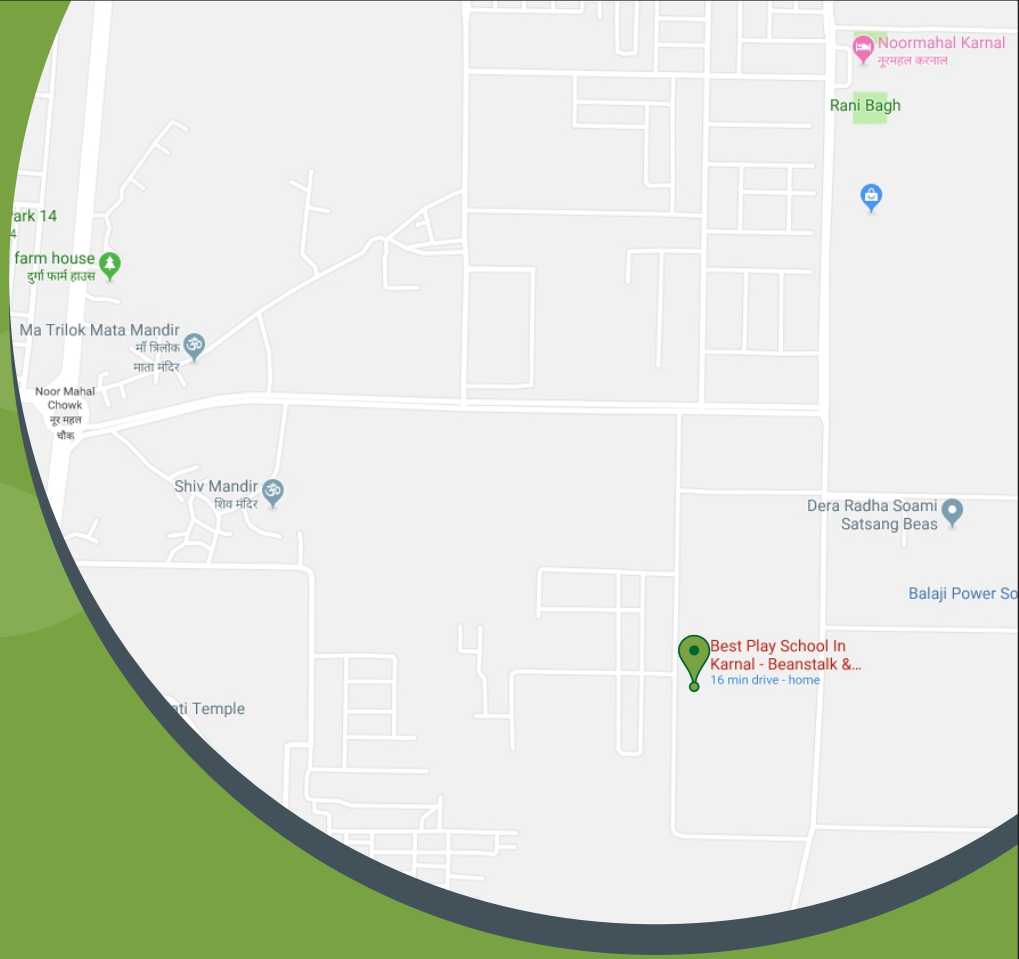 Noormahal Karnal
नूरमहल करनाल
Rani Bagh
ark 14
4
farm house
दुर्गा फार्म हाउस
Ma Trilok Mata Mandir
माँ त्रिलोक
माता मंदिर
Noor Mahal
Chowk
नूर महल
चौक
Shiv Mandir
शिव मंदिर
Dera Radha Soami
Satsang Beas
Balaji Power So
Best Play School In
Karnal - Beanstalk &...
16 min drive - home
ati Temple